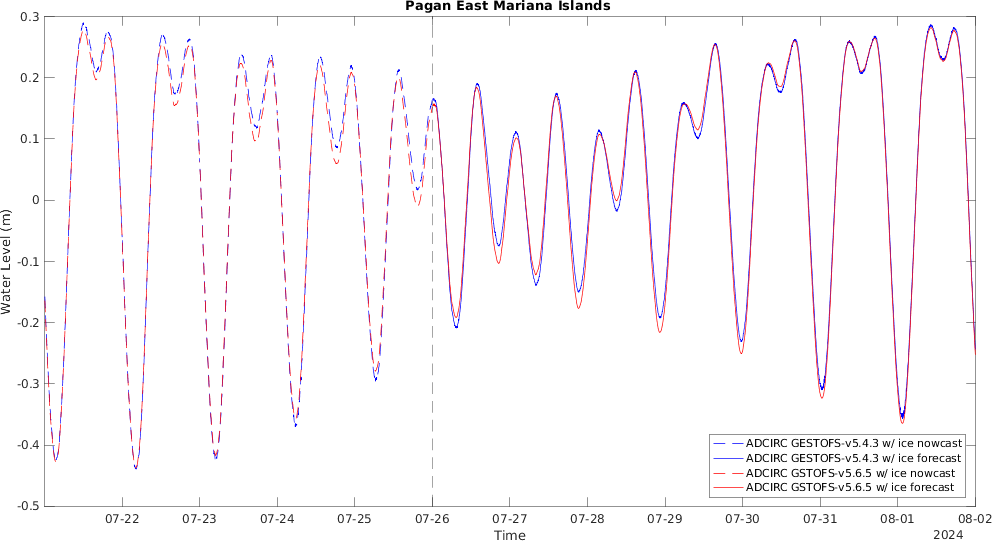 Pagan East Mariana Islands
0.3
0.2
0.1
0
-0.1
-0.2
-0.3
-0.4
-0.5
Water Level (m)
ADCIRC GESTOFS-v5.4.3 w/ ice nowcast
ADCIRC GESTOFS-v5.4.3 w/ ice forecast
ADCIRC GSTOFS-v5.6.5 w/ ice nowcast
ADCIRC GSTOFS-v5.6.5 w/ ice forecast
07-22 07-23 07-24 07-25 07-26 07-27 07-28 07-29 07-30 07-31 08-01 08-02
Time
2024